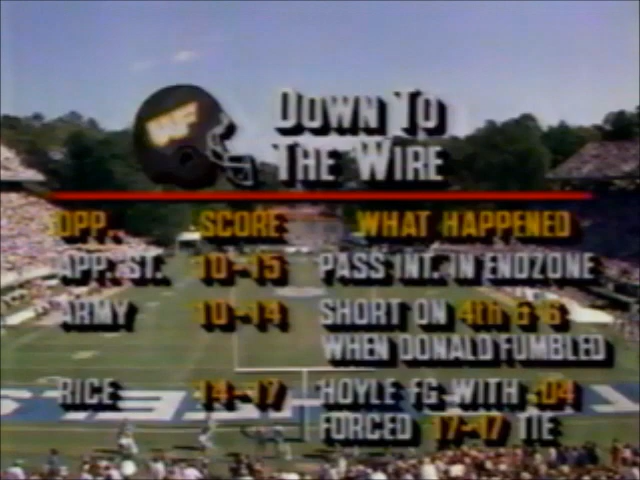 WF
DOWN TO
THE WIRE
OPP. SCORE WHAT HAPPENED
APP. ST. 10-15 PASS INT. IN ENDZONE
ARMY 10-14 SHORT ON 4th & 6
WHEN DONALD FUMBLED
RICE 14-17 HOYLE FG WITH :04
FORCED 17-17 TIE